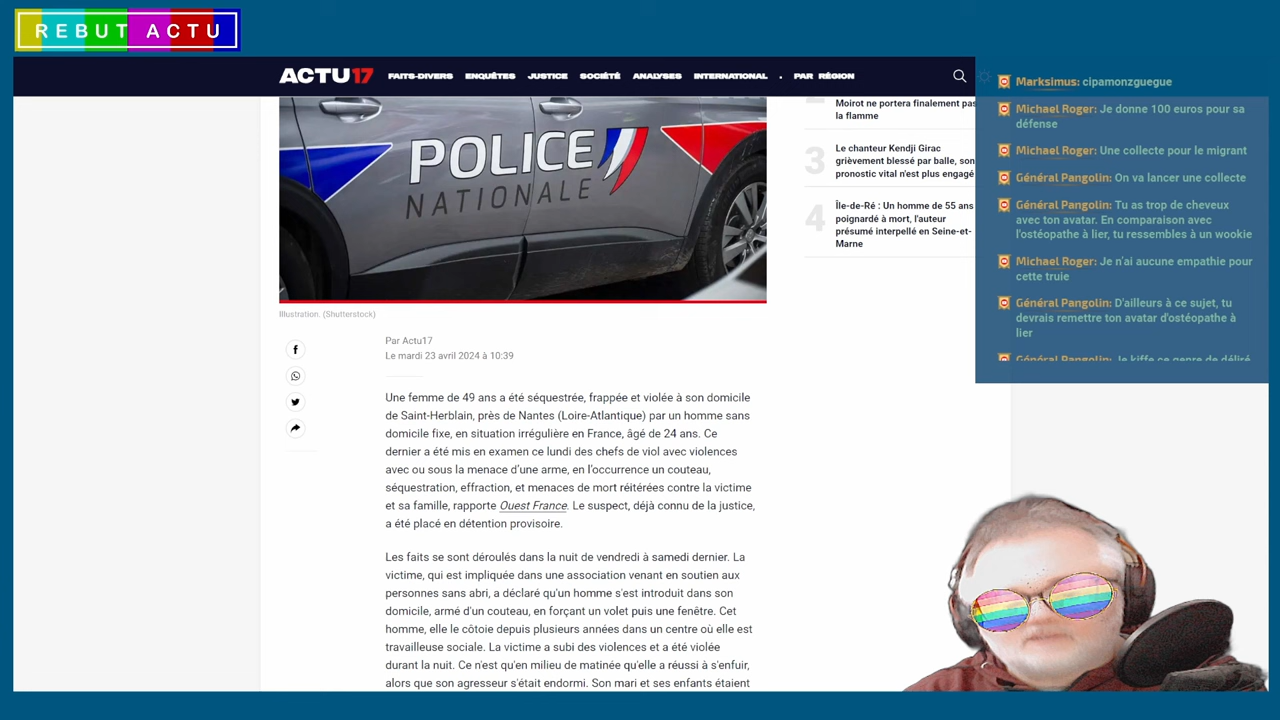 REBUT ACTU
ACTU17 FAITS-DIVERS ENQUÊTES JUSTICE SOCIÉTÉ ANALYSES INTERNATIONAL . PAR RÉGION
POLICE
NATIONALE
Illustration. (Shutterstock)
Par Actu17
Le mardi 23 avril 2024 à 10:39
Une femme de 49 ans a été séquestrée, frappée et violée à son domicile
de Saint-Herblain, près de Nantes (Loire-Atlantique) par un homme sans
domicile fixe, en situation irrégulière en France, âgé de 24 ans. Ce
dernier a été mis en examen ce lundi des chefs de viol avec violences
avec ou sous la menace d'une arme, en l'occurrence un couteau,
séquestration, effraction, et menaces de mort réitérées contre la victime
et sa famille, rapporte Ouest France. Le suspect, déjà connu de la justice,
a été placé en détention provisoire.
Les faits se sont déroulés dans la nuit de vendredi à samedi dernier. La
victime, qui est impliquée dans une association venant en soutien aux
personnes sans abri, a déclaré qu'un homme s'est introduit dans son
domicile, armé d'un couteau, en forçant un volet puis une fenêtre. Cet
homme, elle le côtoie depuis plusieurs années dans un centre où elle est
travailleuse sociale. La victime a subi des violences et a été violée
durant la nuit. Ce n'est qu'en milieu de matinée qu'elle a réussi à s'enfuir,
alors que son agresseur s'était endormi. Son mari et ses enfants étaient
Moirot ne portera finalement pas
la flamme
3
Le chanteur Kendji Girac
grièvement blessé par balle, son
pronostic vital n'est plus engagé
4
Île-de-Ré : Un homme de 55 ans
poignardé à mort, l'auteur
présumé interpellé en Seine-et-
Marne
Marksimus: cipamonzguegue
Michael Roger: Je donne 100 euros pour sa
défense
Michael Roger: Une collecte pour le migrant
Général Pangolin: On va lancer une collecte
Général Pangolin: Tu as trop de cheveux
avec ton avatar. En comparaison avec
l'ostéopathe à lier, tu ressembles à un wookie
Michael Roger: Je n'ai aucune empathie pour
cette truie
Général Pangolin: D'ailleurs à ce sujet, tu
devrais remettre ton avatar d'ostéopathe à
lier
Général Pangolin: Je kiffe ce genre de déliré